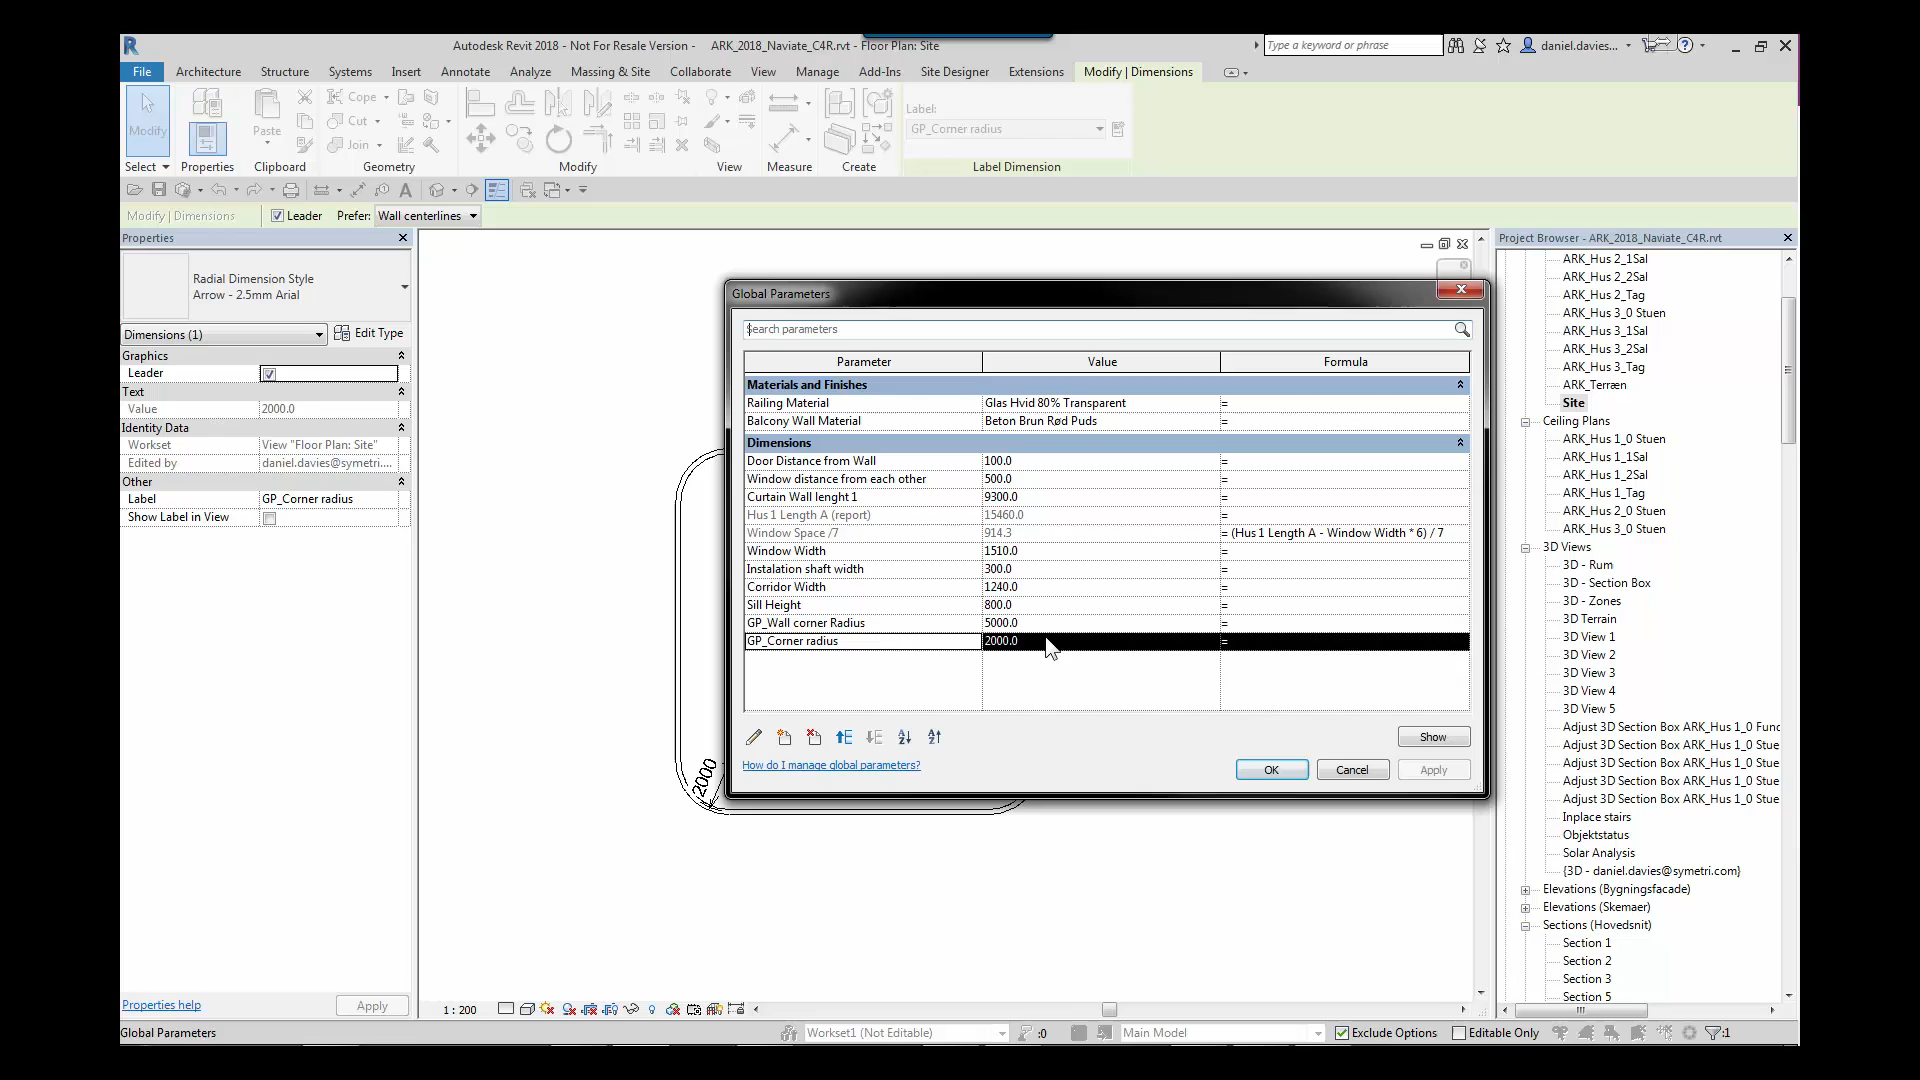 Autodesk Revit 2018 - Not For Resale Version - ARK_2018_Naviate_C4R.rvt - Floor Plan: Site
Type a keyword or phrase
daniel.davies...
File Architecture Structure Systems Insert Annotate Analyze Massing & Site Collaborate View Manage Add-Ins Site Designer Extensions Modify | Dimensions
Modify
Paste
Cope
Cut
Join
Label:
GP_Corner radius
Select Properties Clipboard Geometry Modify View Measure Create Label Dimension
Modify | Dimensions Leader Prefer: Wall centerlines
Properties
Radial Dimension Style
Arrow - 2.5mm Arial
Dimensions (1) Edit Type
Graphics
Leader
Text
Value 2000.0
Identity Data
Workset View "Floor Plan: Site"
Edited by daniel.davies@symetri....
Other
Label GP_Corner radius
Show Label in View
Properties help Apply
2000
Global Parameters
Search parameters
Parameter Value Formula
Materials and Finishes
Railing Material Glas Hvid 80% Transparent =
Balcony Wall Material Beton Brun Rød Puds =
Dimensions
Door Distance from Wall 100.0 =
Window distance from each other 500.0 =
Curtain Wall lenght 1 9300.0 =
Hus 1 Length A (report) 15460.0 =
Window Space /7 914.3 = (Hus 1 Length A - Window Width * 6) / 7
Window Width 1510.0 =
Instalation shaft width 300.0 =
Corridor Width 1240.0 =
Sill Height 800.0 =
GP_Wall corner Radius 5000.0 =
GP_Corner radius 2000.0 =
Show
How do I manage global parameters?
OK Cancel Apply
Project Browser - ARK_2018_Naviate_C4R.rvt
ARK_Hus 2_1Sal
ARK_Hus 2_2Sal
ARK_Hus 2_Tag
ARK_Hus 3_0 Stuen
ARK_Hus 3_1Sal
ARK_Hus 3_2Sal
ARK_Hus 3_Tag
ARK_Terræn
Site
Ceiling Plans
ARK_Hus 1_0 Stuen
ARK_Hus 1_1Sal
ARK_Hus 1_2Sal
ARK_Hus 1_Tag
ARK_Hus 2_0 Stuen
ARK_Hus 3_0 Stuen
3D Views
3D - Rum
3D - Section Box
3D - Zones
3D Terrain
3D View 1
3D View 2
3D View 3
3D View 4
3D View 5
Adjust 3D Section Box ARK_Hus 1_0 Func
Adjust 3D Section Box ARK_Hus 1_0 Stue
Adjust 3D Section Box ARK_Hus 1_0 Stue
Adjust 3D Section Box ARK_Hus 1_0 Stue
Adjust 3D Section Box ARK_Hus 1_0 Stue
Inplace stairs
Objektstatus
Solar Analysis
{3D - daniel.davies@symetri.com}
Elevations (Bygningsfacade)
Elevations (Skemaer)
Sections (Hovedsnit)
Section 1
Section 2
Section 3
Section 5
1 : 200
Global Parameters
Workset1 (Not Editable) :0 Main Model Exclude Options Editable Only :1